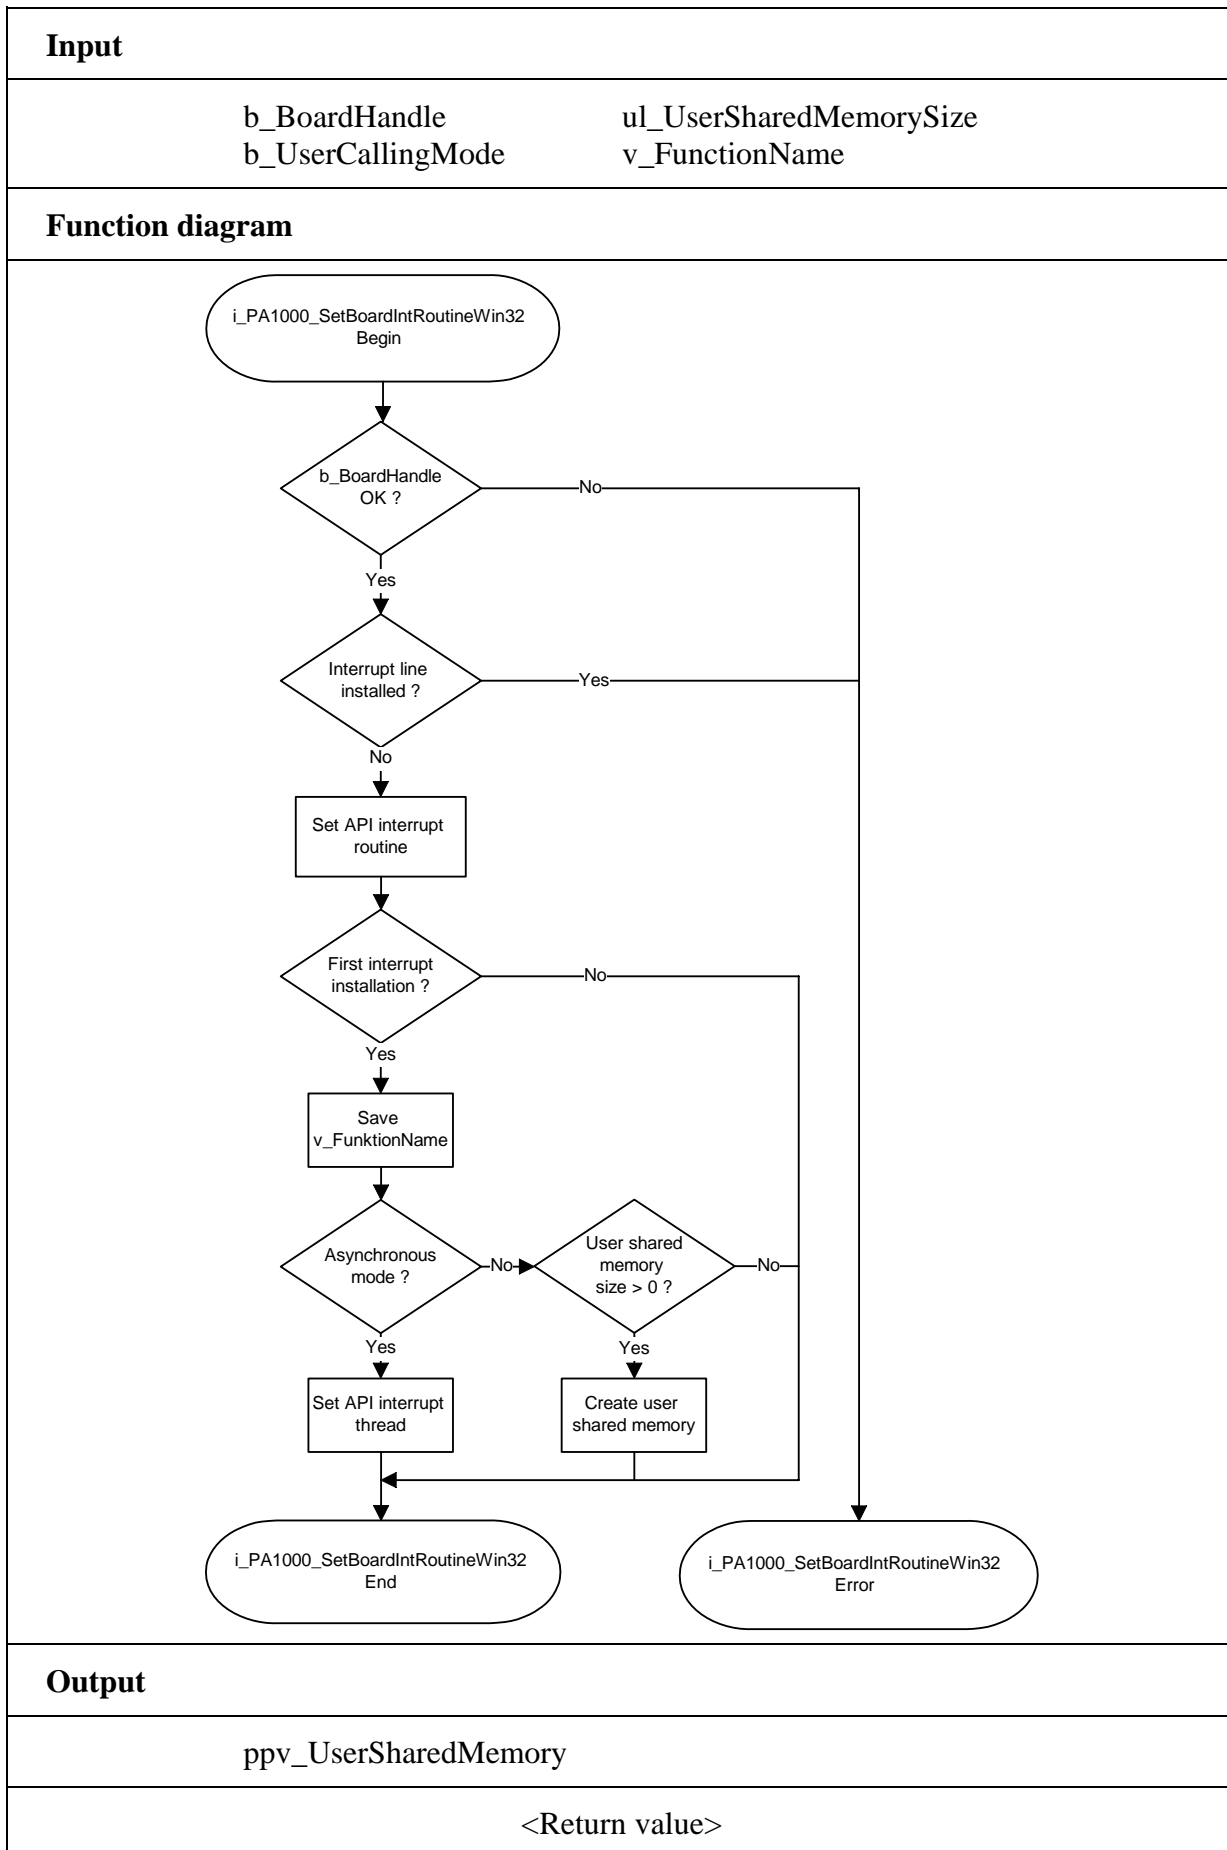 Input
b_BoardHandle ul_UserSharedMemorySize
b_UserCallingMode v_FunctionName
Function diagram
i_PA1000_SetBoardIntRoutineWin32
Begin
b_BoardHandle
OK ?
No
Yes
Interrupt line
installed ?
Yes
No
Set API interrupt
routine
First interrupt
installation ?
No
Yes
Save
v_FunktionName
Asynchronous
mode ?
No
User shared
memory
size > 0 ?
No
Yes
Yes
Set API interrupt
thread
Create user
shared memory
i_PA1000_SetBoardIntRoutineWin32
End
i_PA1000_SetBoardIntRoutineWin32
Error
Output
ppv_UserSharedMemory
<Return value>